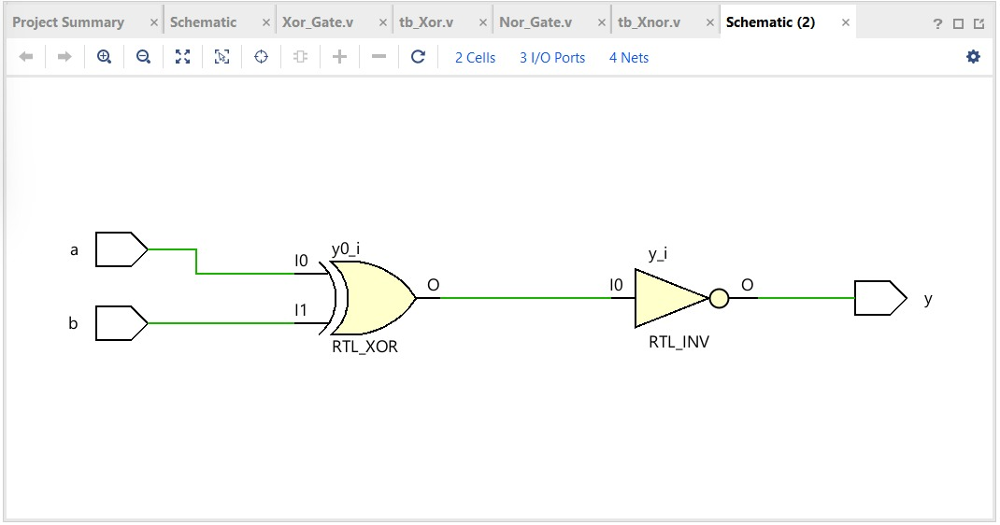 Project Summary × Schematic × Xor_Gate.v × tb_Xor.v × Nor_Gate.v × tb_Xnor.v × Schematic (2) × ?
2 Cells 3 I/O Ports 4 Nets
a
I0
y0_i
b
I1
RTL_XOR
O
I0
y_i
RTL_INV
O
y